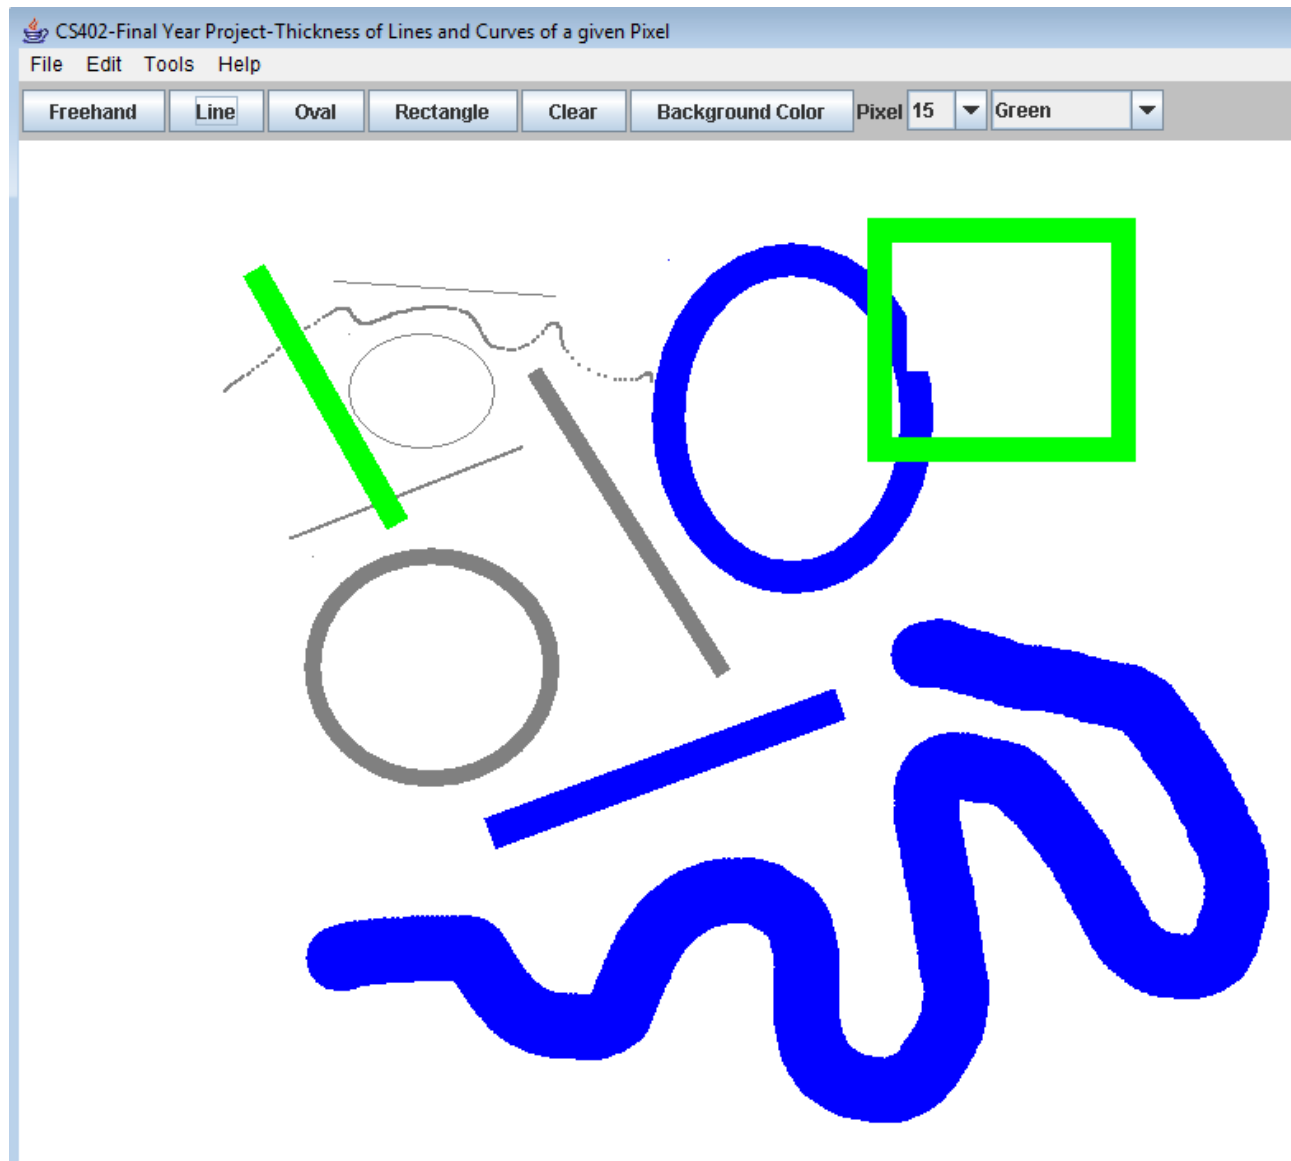 CS402-Final Year Project-Thickness of Lines and Curves of a given Pixel
File Edit Tools Help
Freehand Line Oval Rectangle Clear Background Color Pixel 15 Green